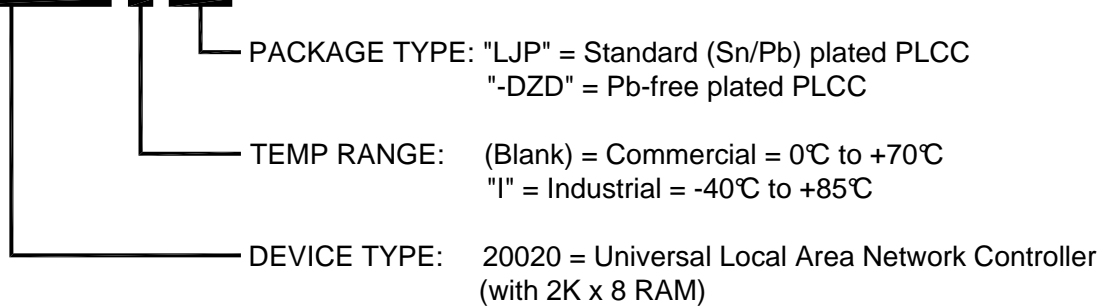 PACKAGE TYPE: "LJP" = Standard (Sn/Pb) plated PLCC
"-DZD" = Pb-free plated PLCC
TEMP RANGE: (Blank) = Commercial = 0℃ to +70℃
"I" = Industrial = -40℃ to +85℃
DEVICE TYPE: 20020 = Universal Local Area Network Controller
(with 2K x 8 RAM)